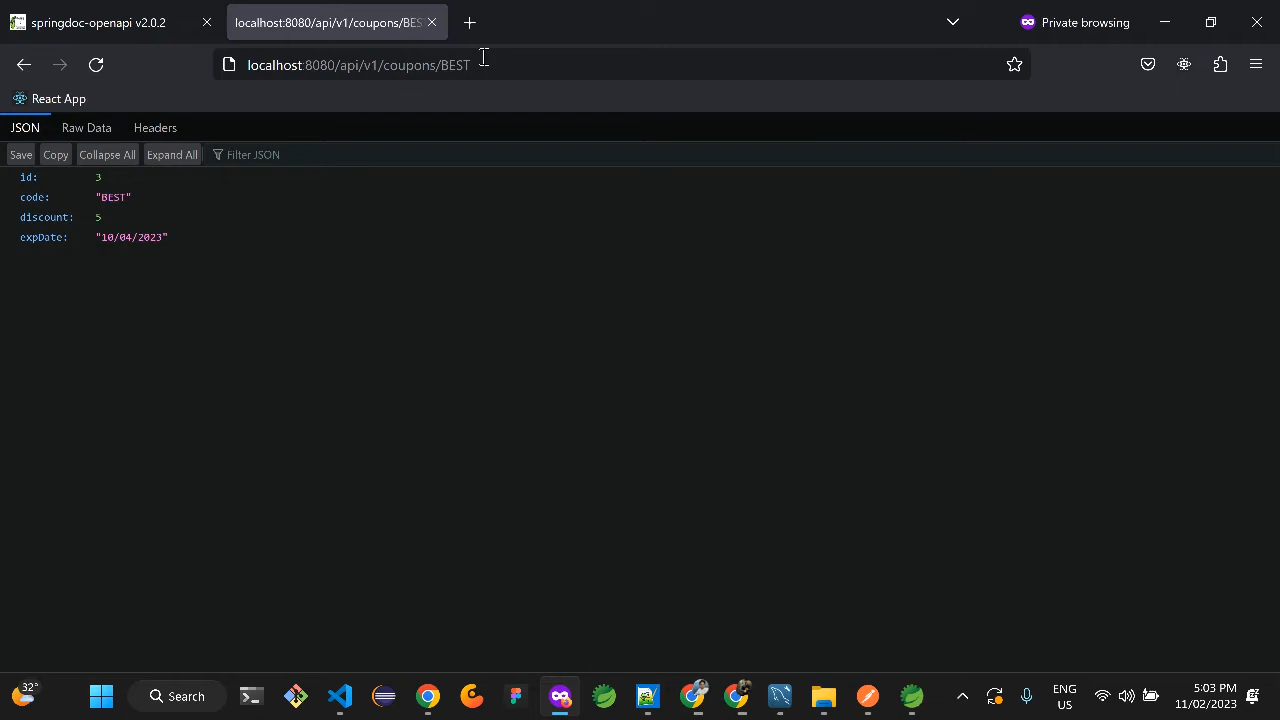 springdoc-openapi v2.0.2
localhost:8080/api/v1/coupons/BES
Private browsing
localhost:8080/api/v1/coupons/BEST
React App
JSON Raw Data Headers
Save Copy Collapse All Expand All Filter JSON
id: 3
code: "BEST"
discount: 5
expDate: "10/04/2023"
32°
Search
ENG
US
5:03 PM
11/02/2023